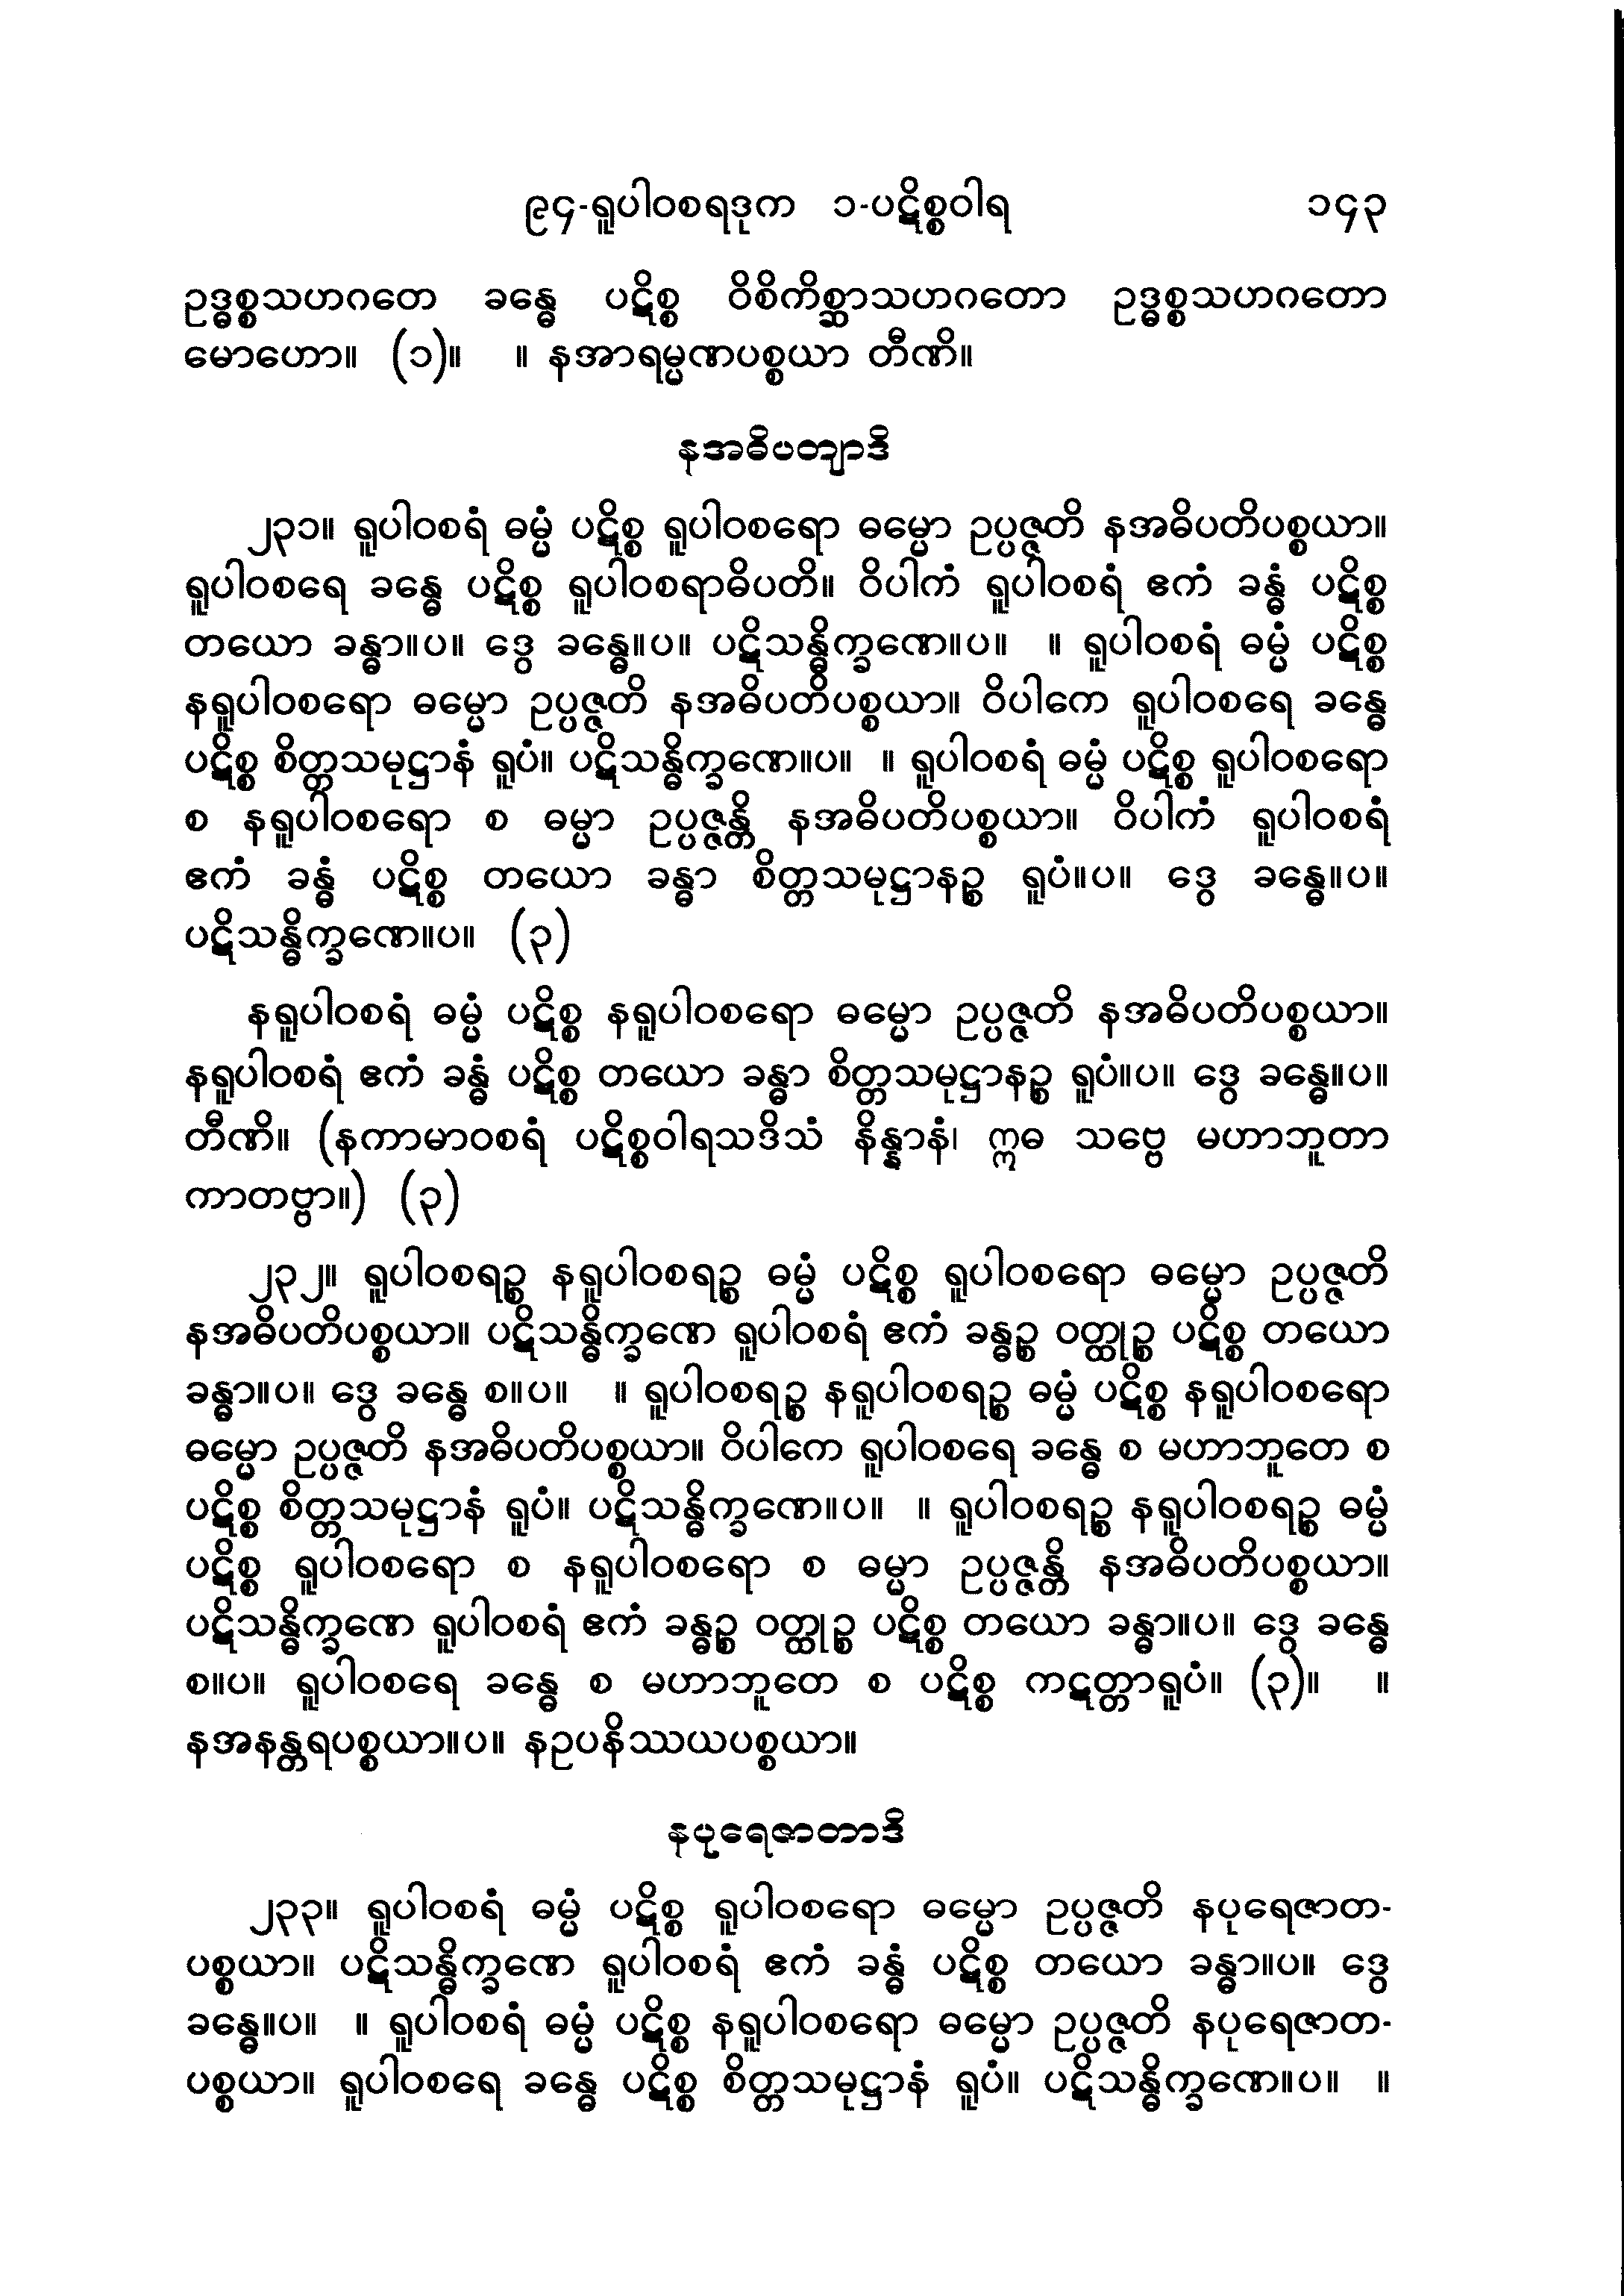 ၉၄-ရူပါဝစရဒုက ၁-ပဋိစ္စဝါရ ၁၄၃
ဥဒ္ဓစ္စသဟဂတေ ခန္ဓေ ပဋိစ္စ ဝိစိကိစ္ဆာသဟဂတော ဥဒ္ဓစ္စသဟဂတော
မောဟော။ (၁)။ ။ နအာရမ္မဏပစ္စယာ တီဏိ။
နအဓိပတျာဒိ
၂၃၁။ ရူပါဝစရံ ဓမ္မံ ပဋိစ္စ ရူပါဝစရော ဓမ္မော ဥပ္ပဇ္ဇတိ နအဓိပတိပစ္စယာ။
ရူပါဝစရေ ခန္ဓေ ပဋိစ္စ ရူပါဝစရာဓိပတိ။ ဝိပါကံ ရူပါဝစရံ ဧကံ ခန္ဓံ ပဋိစ္စ
တယော ခန္ဓာ။ပ။ ဒွေ ခန္ဓေ။ပ။ ပဋိသန္ဓိက္ခဏေ။ပ။ ။ ရူပါဝစရံ ဓမ္မံ ပဋိစ္စ
နရူပါဝစရော ဓမ္မော ဥပ္ပဇ္ဇတိ နအဓိပတိပစ္စယာ။ ဝိပါကေ ရူပါဝစရေ ခန္ဓေ
ပဋိစ္စ စိတ္တသမုဋ္ဌာနံ ရူပံ။ ပဋိသန္ဓိက္ခဏေ။ပ။ ။ ရူပါဝစရံ ဓမ္မံ ပဋိစ္စ ရူပါဝစရော
စ နရူပါဝစရော စ ဓမ္မာ ဥပ္ပဇ္ဇန္တိ နအဓိပတိပစ္စယာ။ ဝိပါကံ ရူပါဝစရံ
ဧကံ ခန္ဓံ ပဋိစ္စ တယော ခန္ဓာ စိတ္တသမုဋ္ဌာနဉ္စ ရူပံ။ပ။ ဒွေ ခန္ဓေ။ပ။
ပဋိသန္ဓိက္ခဏေ။ပ။ (၃)
နရူပါဝစရံ ဓမ္မံ ပဋိစ္စ နရူပါဝစရော ဓမ္မော ဥပ္ပဇ္ဇတိ နအဓိပတိပစ္စယာ။
နရူပါဝစရံ ဧကံ ခန္ဓံ ပဋိစ္စ တယော ခန္ဓာ စိတ္တသမုဋ္ဌာနဉ္စ ရူပံ။ပ။ ဒွေ ခန္ဓေ။ပ။
တီဏိ။ (နကာမာဝစရံ ပဋိစ္စဝါရသဒိသံ နိန္နာနံ၊ ဣဓ သဗ္ဗေ မဟာဘူတာ
ကာတဗ္ဗာ။) (၃)
၂၃၂။ ရူပါဝစရဉ္စ နရူပါဝစရဉ္စ ဓမ္မံ ပဋိစ္စ ရူပါဝစရော ဓမ္မော ဥပ္ပဇ္ဇတိ
နအဓိပတိပစ္စယာ။ ပဋိသန္ဓိက္ခဏေ ရူပါဝစရံ ဧကံ ခန္ဓဉ္စ ဝတ္ထုဉ္စ ပဋိစ္စ တယော
ခန္ဓာ။ပ။ ဒွေ ခန္ဓေ စ။ပ။ ။ ရူပါဝစရဉ္စ နရူပါဝစရဉ္စ ဓမ္မံ ပဋိစ္စ နရူပါဝစရော
ဓမ္မော ဥပ္ပဇ္ဇတိ နအဓိပတိပစ္စယာ။ ဝိပါကေ ရူပါဝစရေ ခန္ဓေ စ မဟာဘူတေ စ
ပဋိစ္စ စိတ္တသမုဋ္ဌာနံ ရူပံ။ ပဋိသန္ဓိက္ခဏေ။ပ။ ။ ရူပါဝစရဉ္စ နရူပါဝစရဉ္စ ဓမ္မံ
ပဋိစ္စ ရူပါဝစရော စ နရူပါဝစရော စ ဓမ္မာ ဥပ္ပဇ္ဇန္တိ နအဓိပတိပစ္စယာ။
ပဋိသန္ဓိက္ခဏေ ရူပါဝစရံ ဧကံ ခန္ဓဉ္စ ဝတ္ထုဉ္စ ပဋိစ္စ တယော ခန္ဓာ။ပ။ ဒွေ ခန္ဓေ
စ။ပ။ ရူပါဝစရေ ခန္ဓေ စ မဟာဘူတေ စ ပဋိစ္စ ကဋတ္တာရူပံ။ (၃)။ ။
နအနန္တရပစ္စယာ။ပ။ နဥပနိဿယပစ္စယာ။
နပုရေဇာတာဒိ
၂၃၃။ ရူပါဝစရံ ဓမ္မံ ပဋိစ္စ ရူပါဝစရော ဓမ္မော ဥပ္ပဇ္ဇတိ နပုရေဇာတ-
ပစ္စယာ။ ပဋိသန္ဓိက္ခဏေ ရူပါဝစရံ ဧကံ ခန္ဓံ ပဋိစ္စ တယော ခန္ဓာ။ပ။ ဒွေ
ခန္ဓေ။ပ။ ။ ရူပါဝစရံ ဓမ္မံ ပဋိစ္စ နရူပါဝစရော ဓမ္မော ဥပ္ပဇ္ဇတိ နပုရေဇာတ-
ပစ္စယာ။ ရူပါဝစရေ ခန္ဓေ ပဋိစ္စ စိတ္တသမုဋ္ဌာနံ ရူပံ။ ပဋိသန္ဓိက္ခဏေ။ပ။ ။